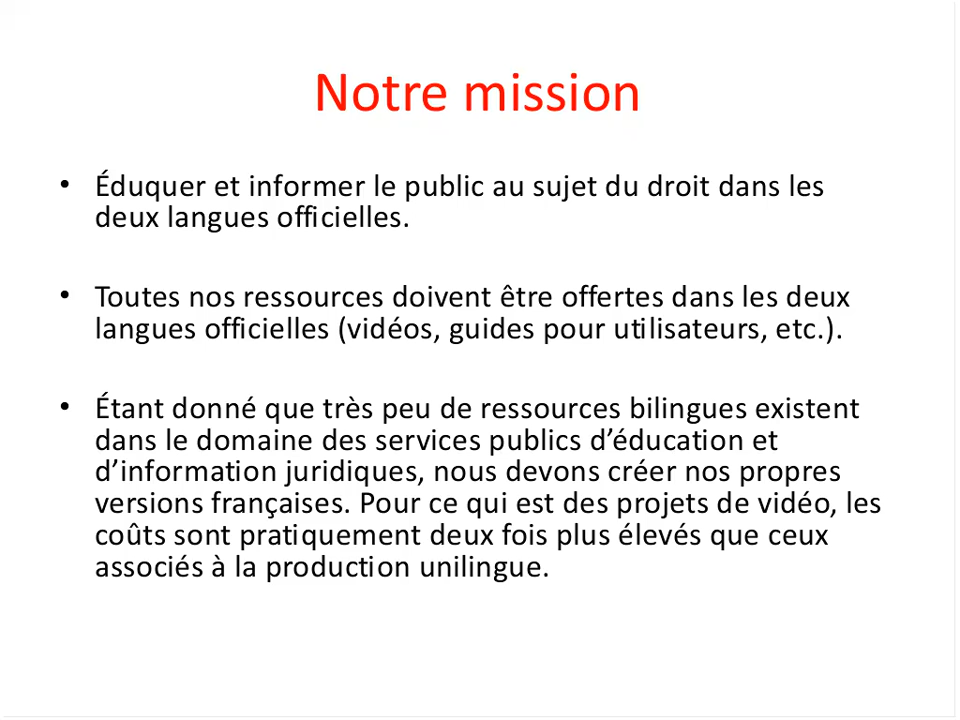 Notre mission
• Éduquer et informer le public au sujet du droit dans les
deux langues officielles.
• Toutes nos ressources doivent être offertes dans les deux
langues officielles (vidéos, guides pour utilisateurs, etc.).
• Étant donné que très peu de ressources bilingues existent
dans le domaine des services publics d’éducation et
d’information juridiques, nous devons créer nos propres
versions françaises. Pour ce qui est des projets de vidéo, les
coûts sont pratiquement deux fois plus élevés que ceux
associés à la production unilingue.